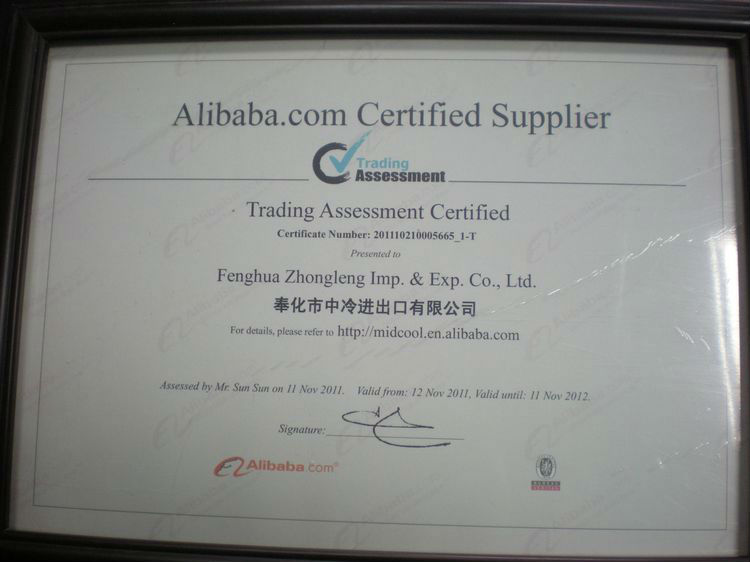 Alibaba.com Certified Supplier
Trading
Assessment
Trading Assessment Certified
Certificate Number: 201110210005665_1-T
Presented to
Fenghua Zhongleng Imp. & Exp. Co., Ltd.
奉化市中冷进出口有限公司
For details, please refer to http://midcool.en.alibaba.com
Assessed by Mr. Sun Sun on 11 Nov 2011. Valid from: 12 Nov 2011, Valid until: 11 Nov 2012.
Signature:
Alibaba.com®
BUREAU
VERITAS